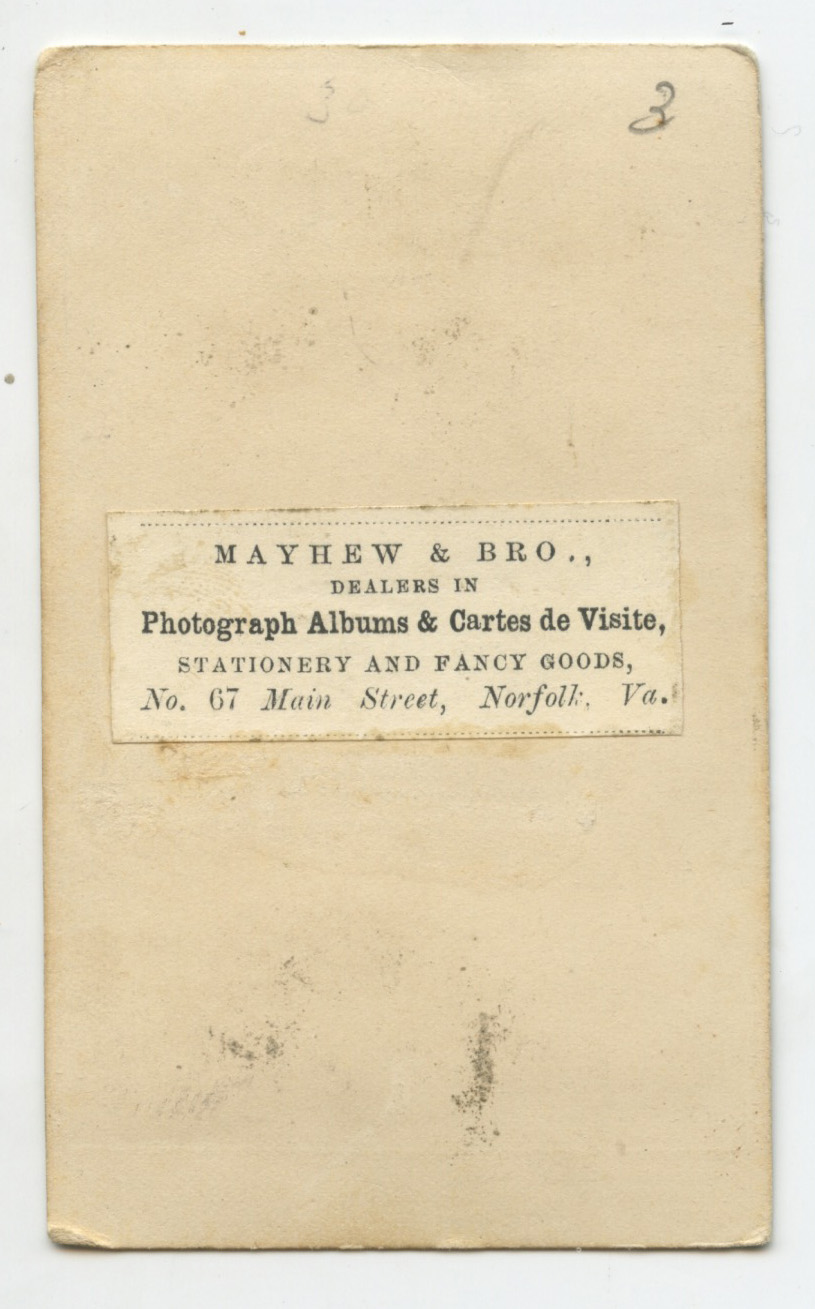 3
MAYHEW & BRO.,
DEALERS IN
Photograph Albums & Cartes de Visite,
STATIONERY AND FANCY GOODS,
No. 67 Main Street, Norfolk, Va.